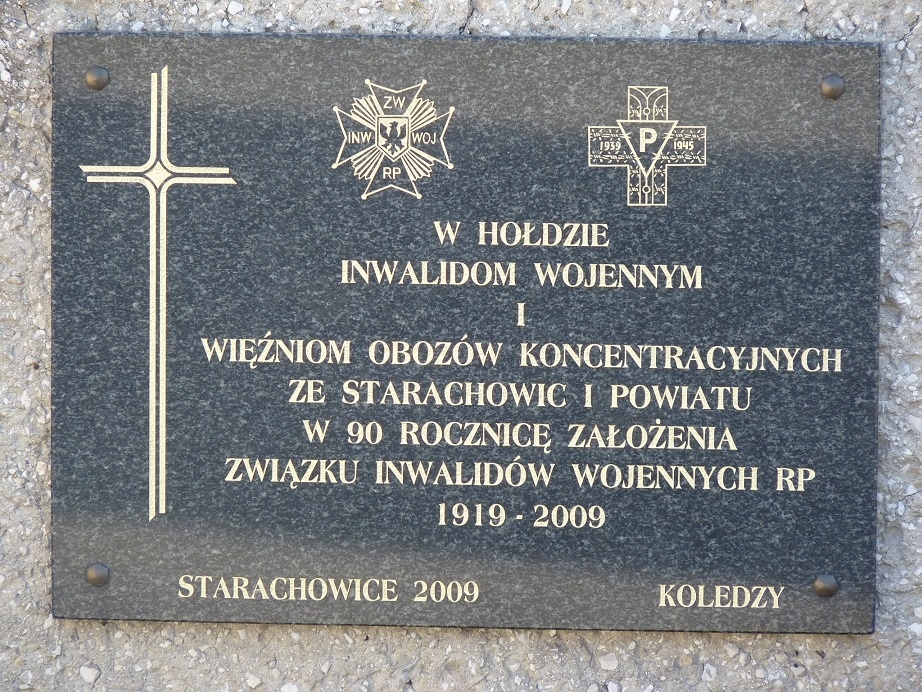 ZW
INW WOJ
RP
1939 P 1945
W HOŁDZIE
INWALIDOM WOJENNYM
I
WIĘŹNIOM OBOZÓW KONCENTRACYJNYCH
ZE STARACHOWIC I POWIATU
W 90 ROCZNICĘ ZAŁOŻENIA
ZWIĄZKU INWALIDÓW WOJENNYCH RP
1919 - 2009
STARACHOWICE 2009 KOLEDZY